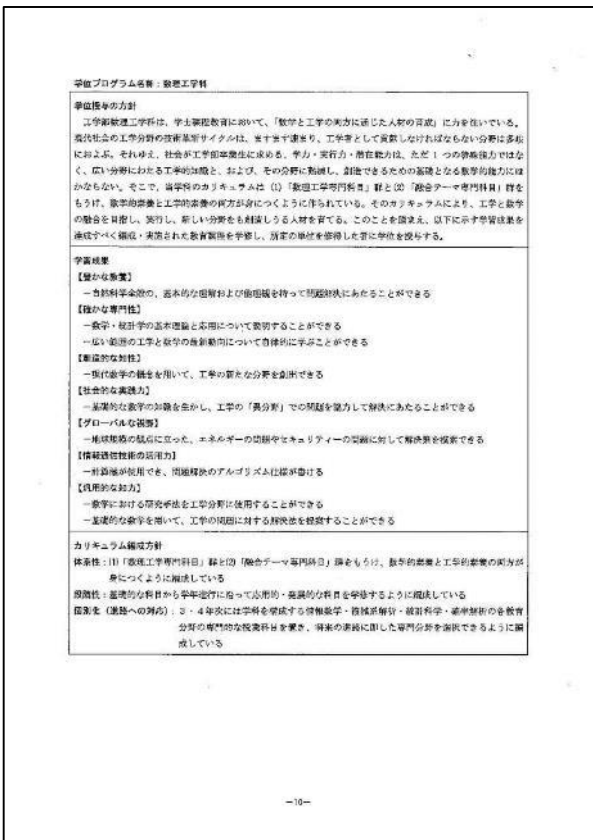 学位プログラム名称：数理工学科
学位授与の方針
工学部数理工学科は、学士課程教育において、「数学と工学の両方に通じた人材の育成」に力を注いでいる。
現代社会の工学分野の技術革新サイクルは、ますます速まり、工学者として貢献しなければならない分野は多岐
におよぶ。それゆえ、社会が工学部卒業生に求める、学力・実行力・潜在能力は、ただ１つの特殊能力ではな
く、広い分野にわたる工学的知識と、および、その分野に熟練し、創造できるための基礎となる数学的能力にほ
かならない。そこで、当学科のカリキュラムは (1)「数理工学専門科目」群と(2)「融合テーマ専門科目」群を
もうけ、数学的素養と工学的素養の両方が身につくように作られている。そのカリキュラムにより、工学と数学
の融合を目指し、実行し、新しい分野をも創造しうる人材を育てる。このことを踏まえ、以下に示す学習成果を
達成すべく編成・実施された教育課程を学修し、所定の単位を修得した者に学位を授与する。
学習成果
【豊かな教養】
－自然科学全般の、基本的な理解および倫理観を持って問題解決にあたることができる
【確かな専門性】
－数学・統計学の基本理論と応用について説明することができる
－広い範囲の工学と数学の最新動向について自律的に学ぶことができる
【創造的な知性】
－現代数学の概念を用いて、工学の新たな分野を創出できる
【社会的な実践力】
－基礎的な数学の知識を生かし、工学の「異分野」での問題を協力して解決にあたることができる
【グローバルな視野】
－地球規模の観点に立った、エネルギーの問題やセキュリティーの問題に対して解決策を模索できる
【情報通信技術の活用力】
－計算機が使用でき、問題解決のアルゴリズム仕様が書ける
【汎用的な知力】
－数学における研究手法を工学分野に使用することができる
－基礎的な数学を用いて、工学の問題に対する解決法を提案することができる
カリキュラム編成方針
体系性：(1)「数理工学専門科目」群と(2)「融合テーマ専門科目」群をもうけ、数学的素養と工学的素養の両方が
身につくように編成している
段階性：基礎的な科目から学年進行に沿って応用的・発展的な科目を学修するように編成している
個別化（進路への対応）：３・４年次には学科を構成する情報数学・複雑系解析・統計科学・確率解析の各教育
分野の専門的な授業科目を置き、将来の進路に即した専門分野を選択できるように編
成している
－10－